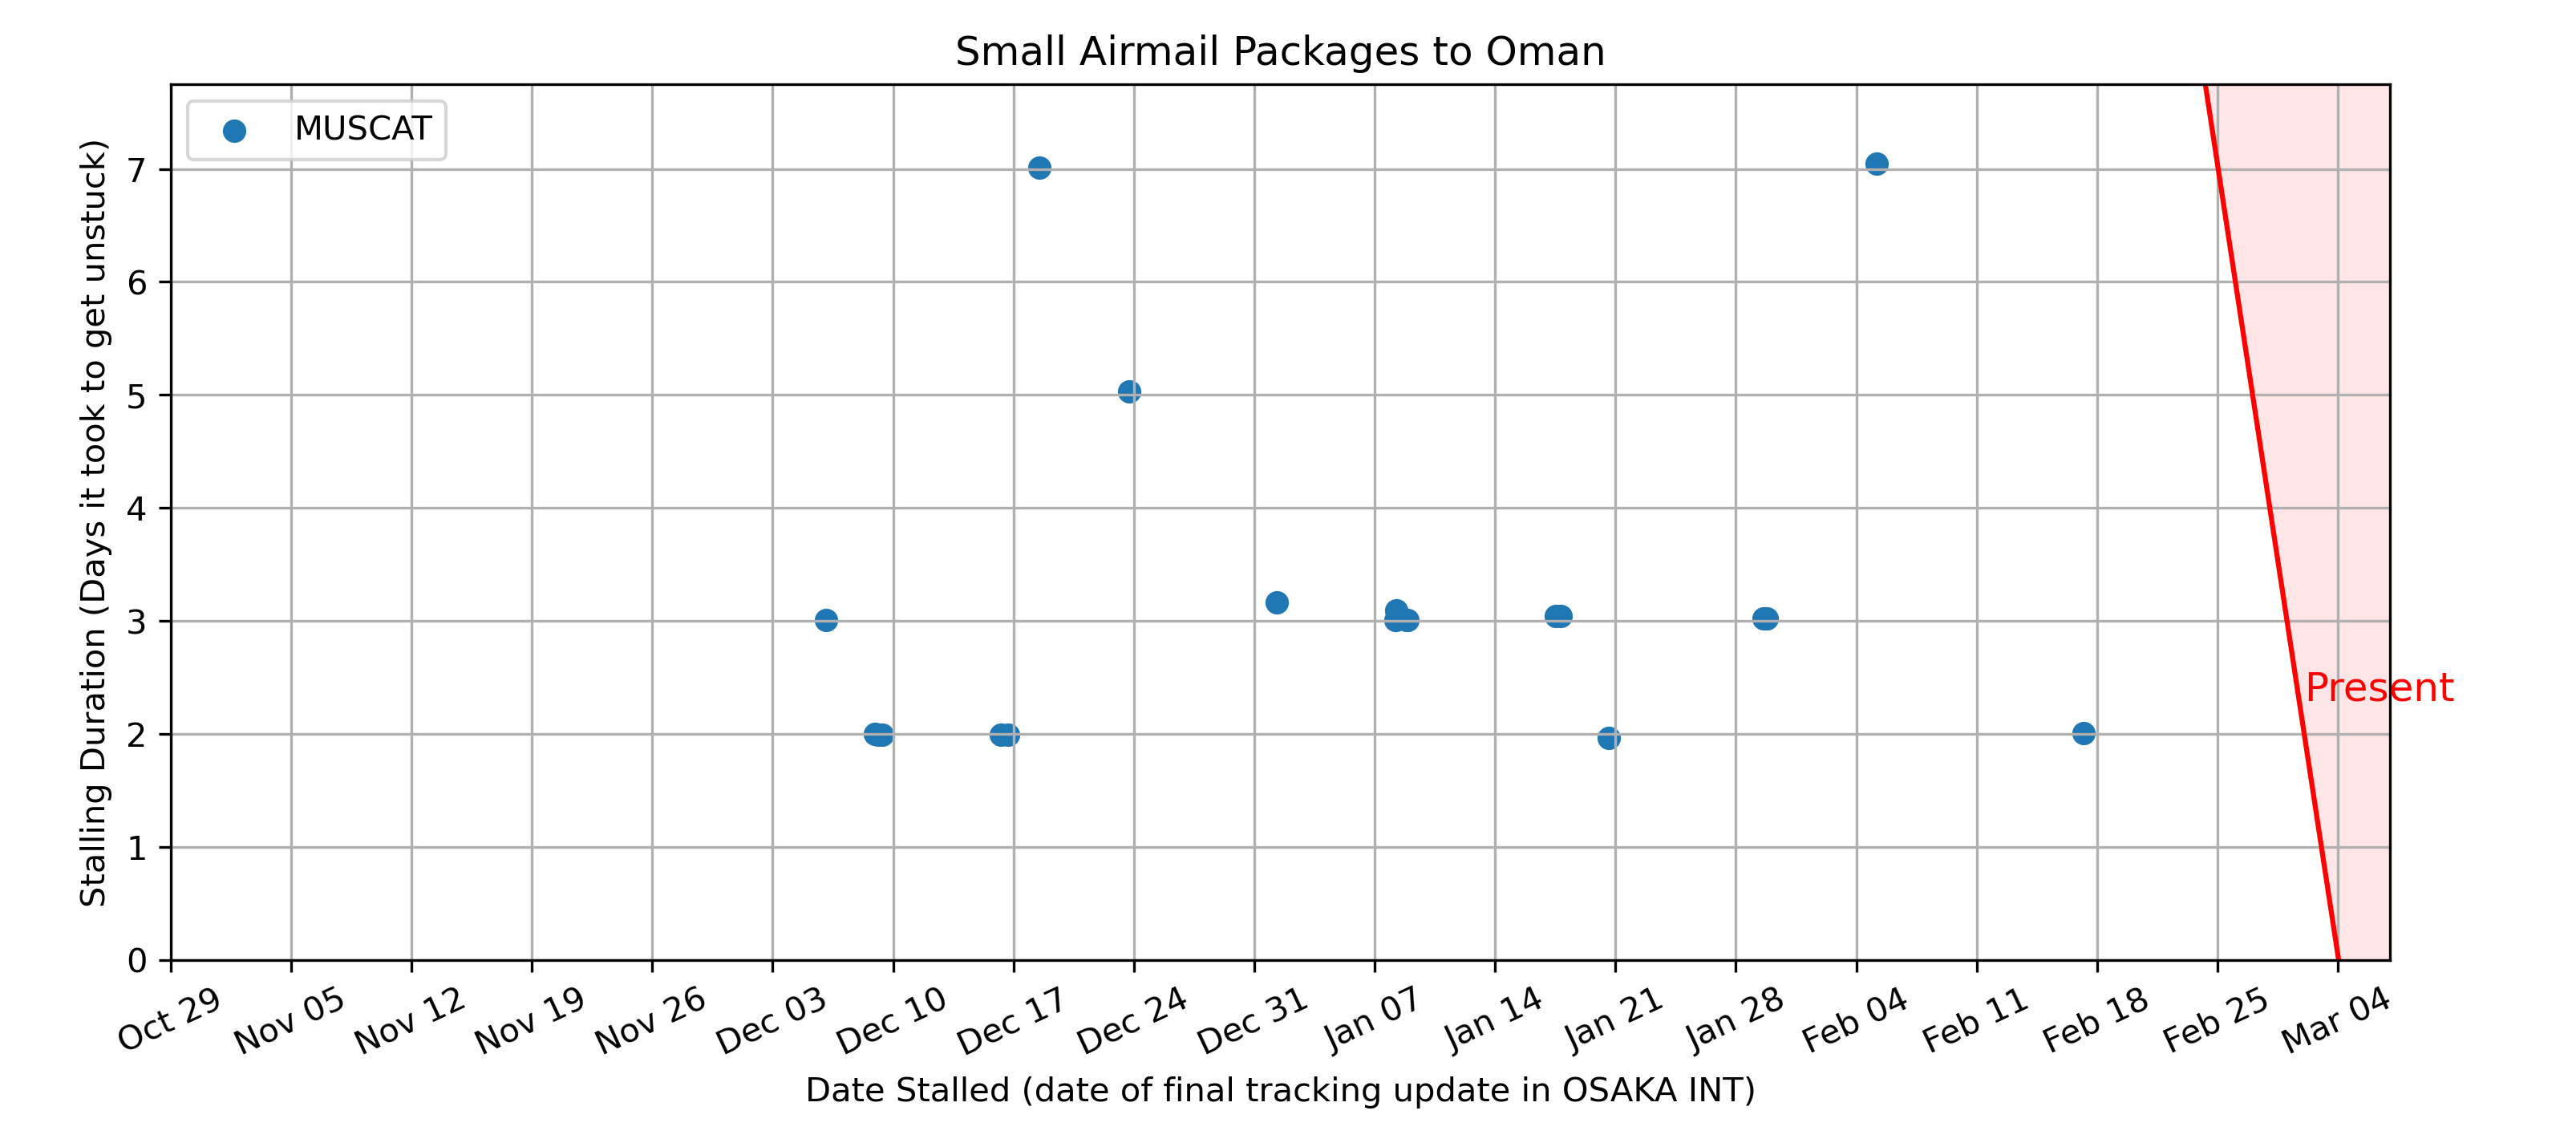 Small Airmail Packages to Oman
MUSCAT
Stalling Duration (Days it took to get unstuck)
7
6
5
4
3
2
1
0
Present
Oct 29 Nov 05 Nov 12 Nov 19 Nov 26 Dec 03 Dec 10 Dec 17 Dec 24 Dec 31 Jan 07 Jan 14 Jan 21 Jan 28 Feb 04 Feb 11 Feb 18 Feb 25 Mar 04
Date Stalled (date of final tracking update in OSAKA INT)